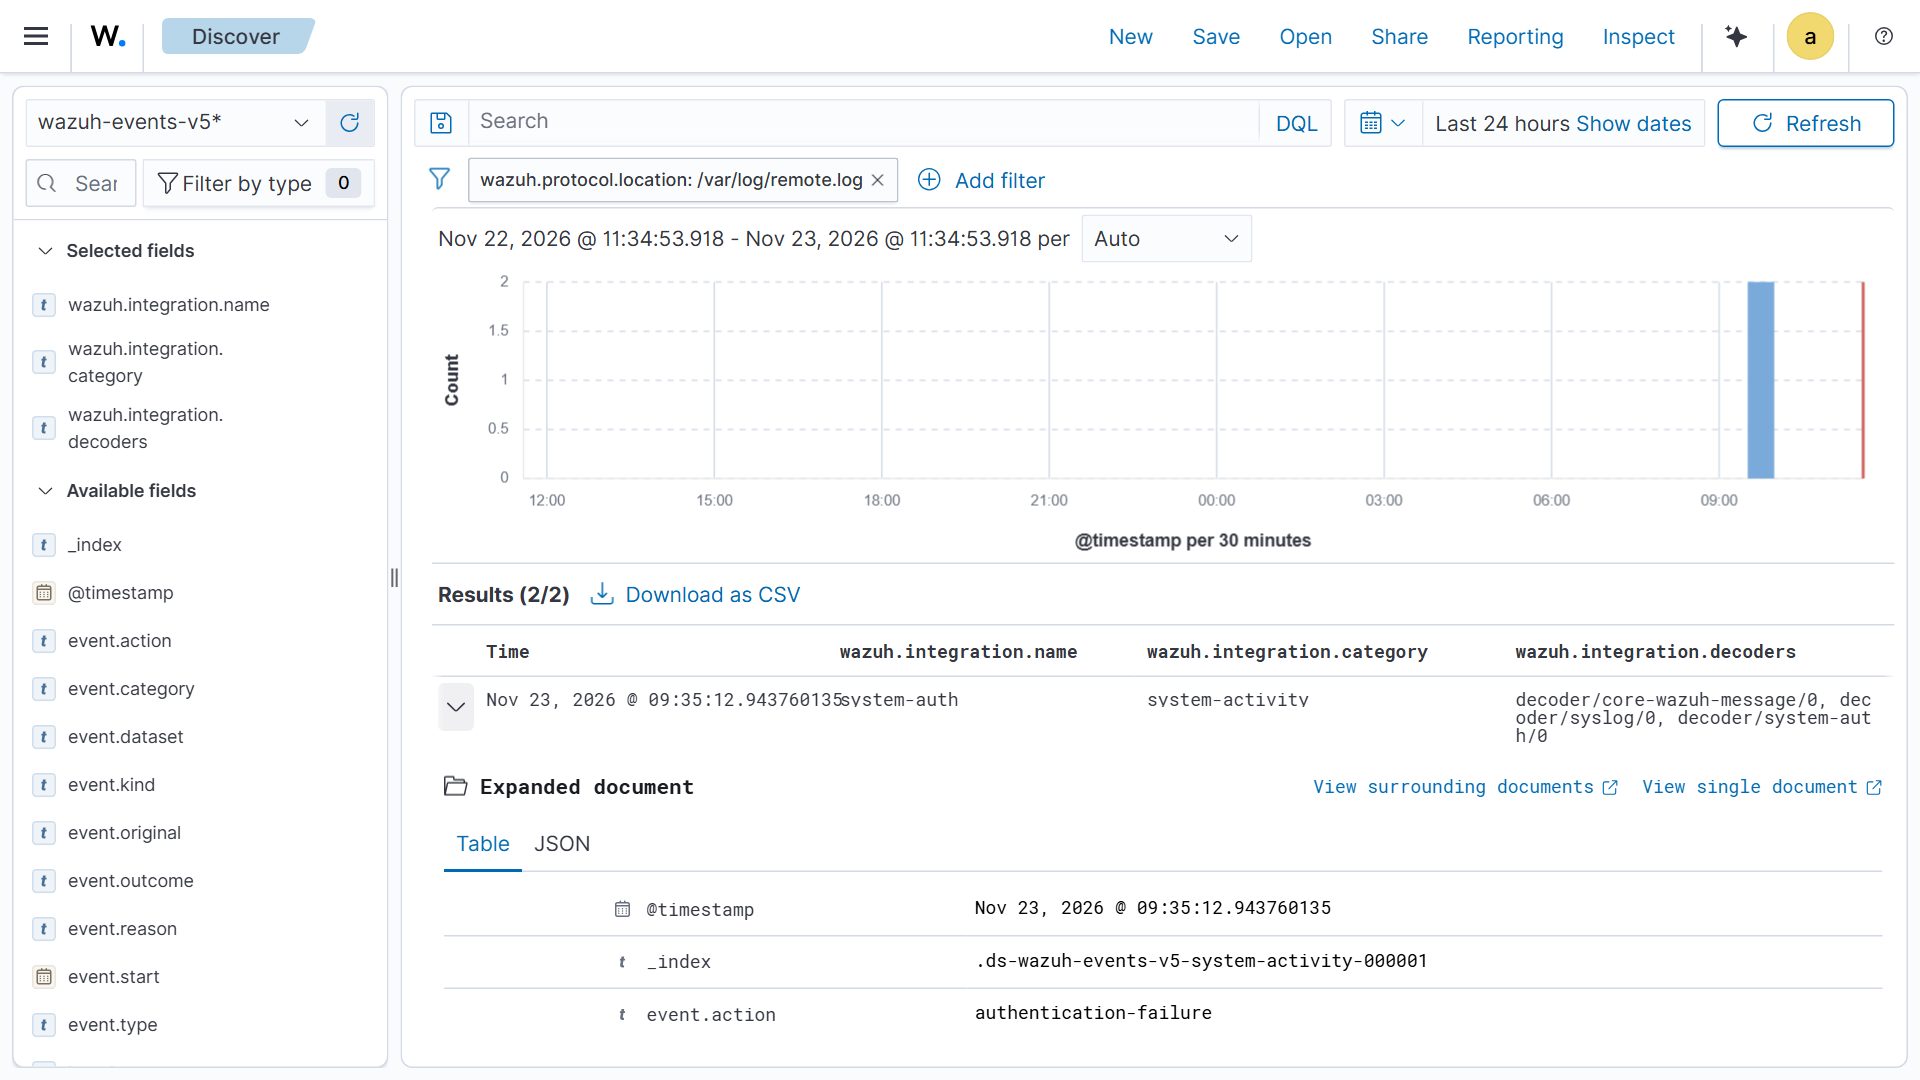 W.
Discover
New
Save
Open
Share
Reporting
Inspect
a
wazuh-events-v5*
Sear
Filter by type 0
Selected fields
t wazuh.integration.name
t wazuh.integration.
category
t wazuh.integration.
decoders
Available fields
t _index
@timestamp
t event.action
t event.category
t event.dataset
t event.kind
t event.original
t event.outcome
t event.reason
event.start
t event.type
Search
DQL
Last 24 hours Show dates
Refresh
wazuh.protocol.location: /var/log/remote.log
Add filter
Nov 22, 2026 @ 11:34:53.918 - Nov 23, 2026 @ 11:34:53.918 per
Auto
2
1.5
1
0.5
0
Count
12:00 15:00 18:00 21:00 00:00 03:00 06:00 09:00
@timestamp per 30 minutes
Results (2/2)
Download as CSV
Time wazuh.integration.name wazuh.integration.category wazuh.integration.decoders
Nov 23, 2026 @ 09:35:12.943760135 system-auth system-activity decoder/core-wazuh-message/0, dec
oder/syslog/0, decoder/system-aut
h/0
Expanded document
View surrounding documents
View single document
Table
JSON
@timestamp Nov 23, 2026 @ 09:35:12.943760135
t _index .ds-wazuh-events-v5-system-activity-000001
t event.action authentication-failure